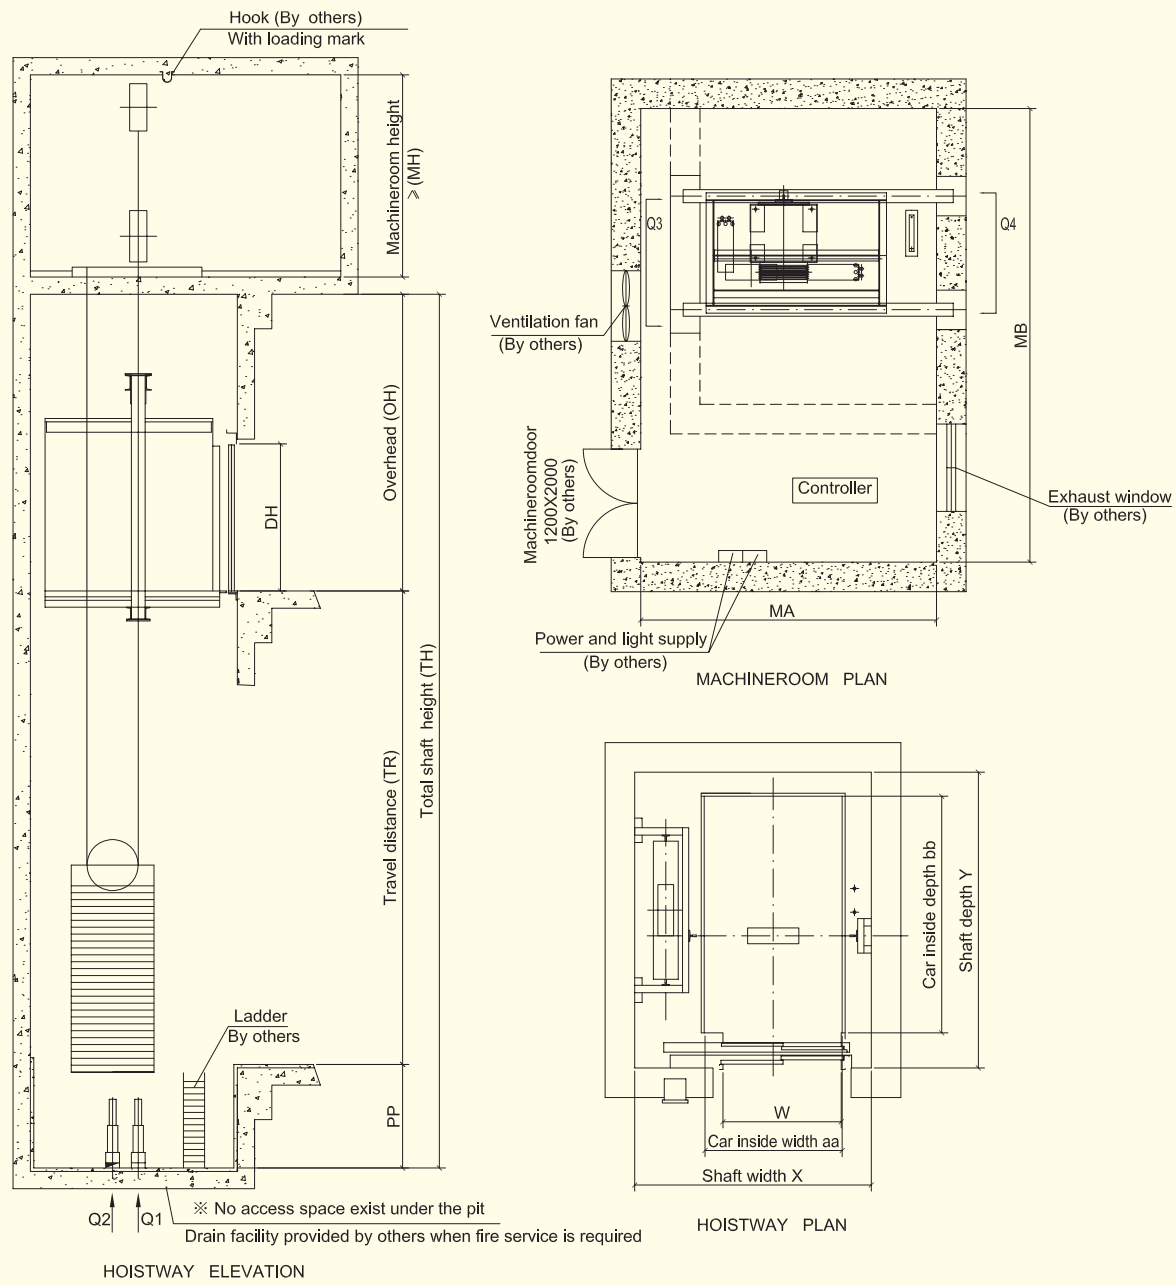 Hook (By others)
With loading mark
Machineroom height
≥ (MH)
Overhead (OH)
DH
Total shaft height (TH)
Travel distance (TR)
Ladder
By others
PP
Q2
Q1
※ No access space exist under the pit
Drain facility provided by others when fire service is required
HOISTWAY ELEVATION
Q3
Q4
Ventilation fan
(By others)
MB
Machineroomdoor
1200X2000
(By others)
Controller
Exhaust window
(By others)
MA
Power and light supply
(By others)
MACHINEROOM PLAN
Car inside depth bb
Shaft depth Y
W
Car inside width aa
Shaft width X
HOISTWAY PLAN